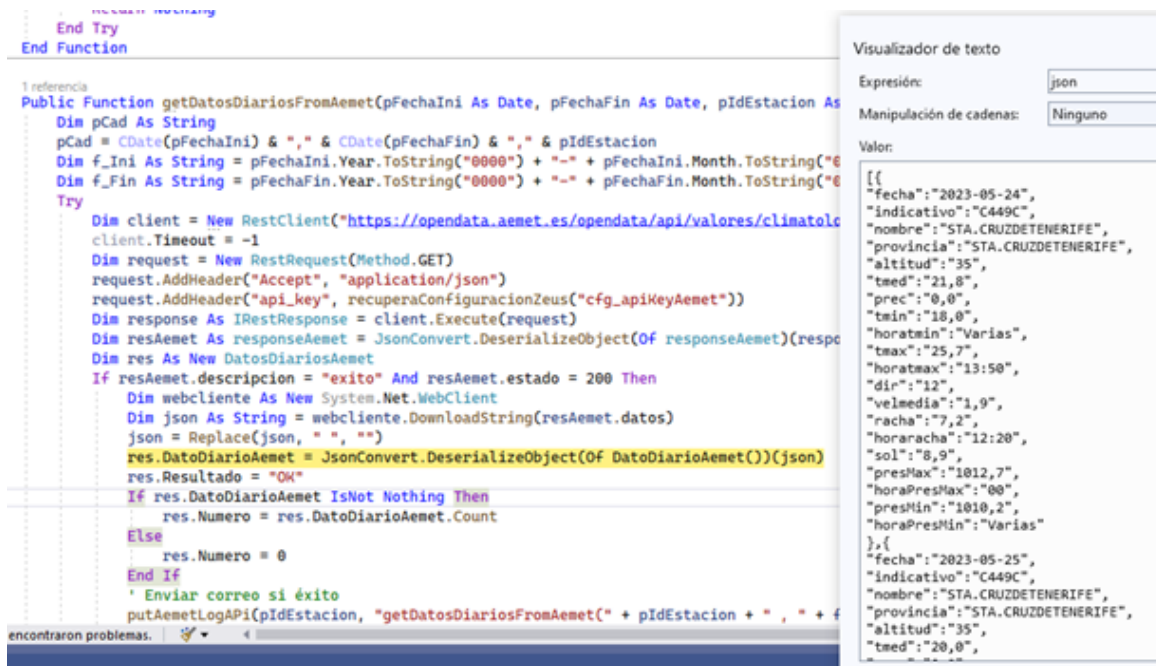 Return Nothing
End Try
End Function
1 referencia
Public Function getDatosDiariosFromAemet(pFechaIni As Date, pFechaFin As Date, pIdEstacion As
Dim pCad As String
pCad = CDate(pFechaIni) & "," & CDate(pFechaFin) & "," & pIdEstacion
Dim f_Ini As String = pFechaIni.Year.ToString("0000") + "-" + pFechaIni.Month.ToString("0
Dim f_Fin As String = pFechaFin.Year.ToString("0000") + "-" + pFechaFin.Month.ToString("0
Try
Dim client = New RestClient("https://opendata.aemet.es/opendata/api/valores/climatolo
client.Timeout = -1
Dim request = New RestRequest(Method.GET)
request.AddHeader("Accept", "application/json")
request.AddHeader("api_key", recuperaConfiguracionZeus("cfg_apiKeyAemet"))
Dim response As IRestResponse = client.Execute(request)
Dim resAemet As responseAemet = JsonConvert.DeserializeObject(Of responseAemet)(respo
Dim res As New DatosDiariosAemet
If resAemet.descripcion = "exito" And resAemet.estado = 200 Then
Dim webcliente As New System.Net.WebClient
Dim json As String = webcliente.DownloadString(resAemet.datos)
json = Replace(json, " ", "")
res.DatoDiarioAemet = JsonConvert.DeserializeObject(Of DatoDiarioAemet())(json)
res.Resultado = "OK"
If res.DatoDiarioAemet IsNot Nothing Then
res.Numero = res.DatoDiarioAemet.Count
Else
res.Numero = 0
End If
' Enviar correo si éxito
putAemetLogAPi(pIdEstacion, "getDatosDiariosFromAemet(" + pIdEstacion + " , " + f
encontraron problemas.
Visualizador de texto
Expresión: json
Manipulación de cadenas: Ninguno
Valor:
[{
"fecha":"2023-05-24",
"indicativo":"C449C",
"nombre":"STA.CRUZDETENERIFE",
"provincia":"STA.CRUZDETENERIFE",
"altitud":"35",
"tmed":"21,8",
"prec":"0,0",
"tmin":"18,0",
"horatmin":"Varias",
"tmax":"25,7",
"horatmax":"13:50",
"dir":"12",
"velmedia":"1,9",
"racha":"7,2",
"horaracha":"12:20",
"sol":"8,9",
"presMax":"1012,7",
"horaPresMax":"00",
"presMin":"1010,2",
"horaPresMin":"Varias"
},{
"fecha":"2023-05-25",
"indicativo":"C449C",
"nombre":"STA.CRUZDETENERIFE",
"provincia":"STA.CRUZDETENERIFE",
"altitud":"35",
"tmed":"20,0",